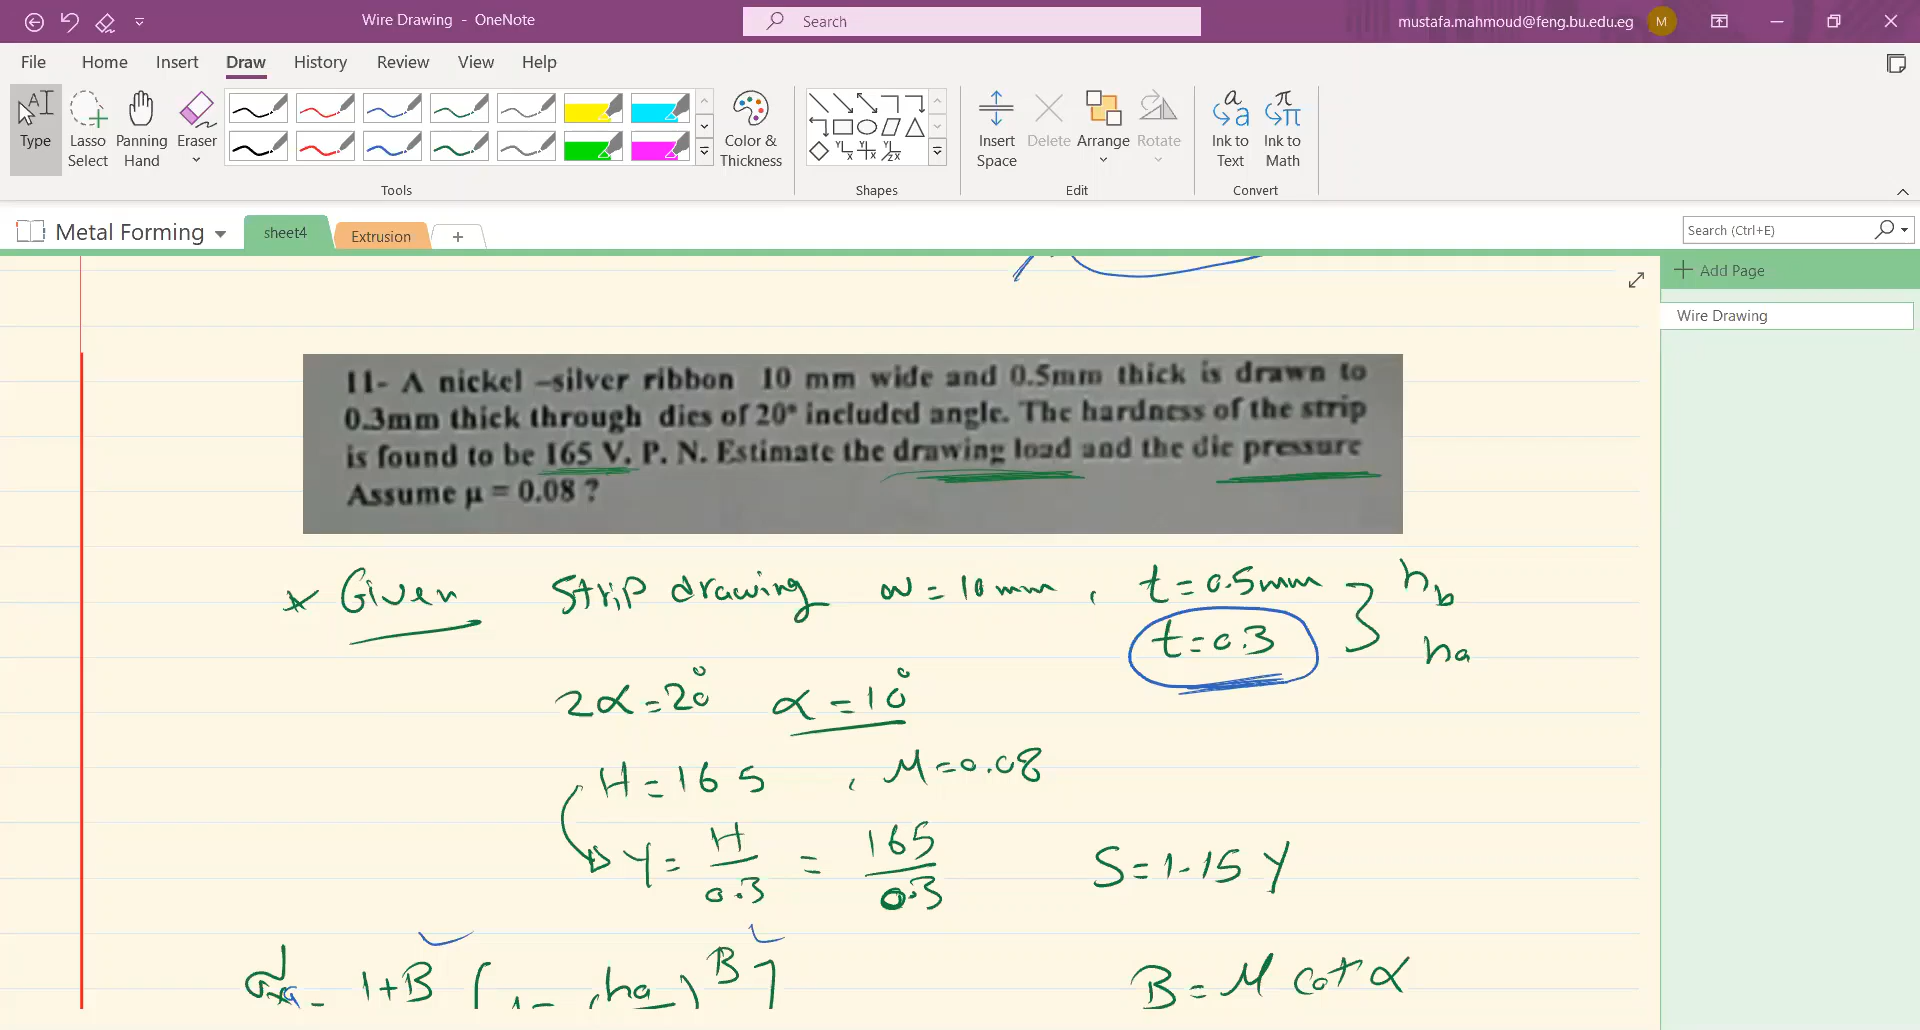 Wire Drawing - OneNote
Search
mustafa.mahmoud@feng.bu.edu.eg
M
File Home Insert Draw History Review View Help
Type
Lasso Select
Panning Hand
Eraser
Color & Thickness
Insert Space
Delete
Arrange
Rotate
Ink to Text
Ink to Math
Tools
Shapes
Edit
Convert
Metal Forming
sheet4
Extrusion
Search (Ctrl+E)
Add Page
Wire Drawing
11- A nickel –silver ribbon 10 mm wide and 0.5mm thick is drawn to
0.3mm thick through dies of 20° included angle. The hardness of the strip
is found to be 165 V. P. N. Estimate the drawing load and the die pressure
Assume μ = 0.08 ?
Given Strip drawing w = 10 mm , t = 0.5 mm } hb
t = 0.3 ha
2α = 20° α = 10°
H = 165 , M = 0.08
Y = H/0.3 = 165/0.3 S = 1.15 Y
1+B ha B
B = M cot α